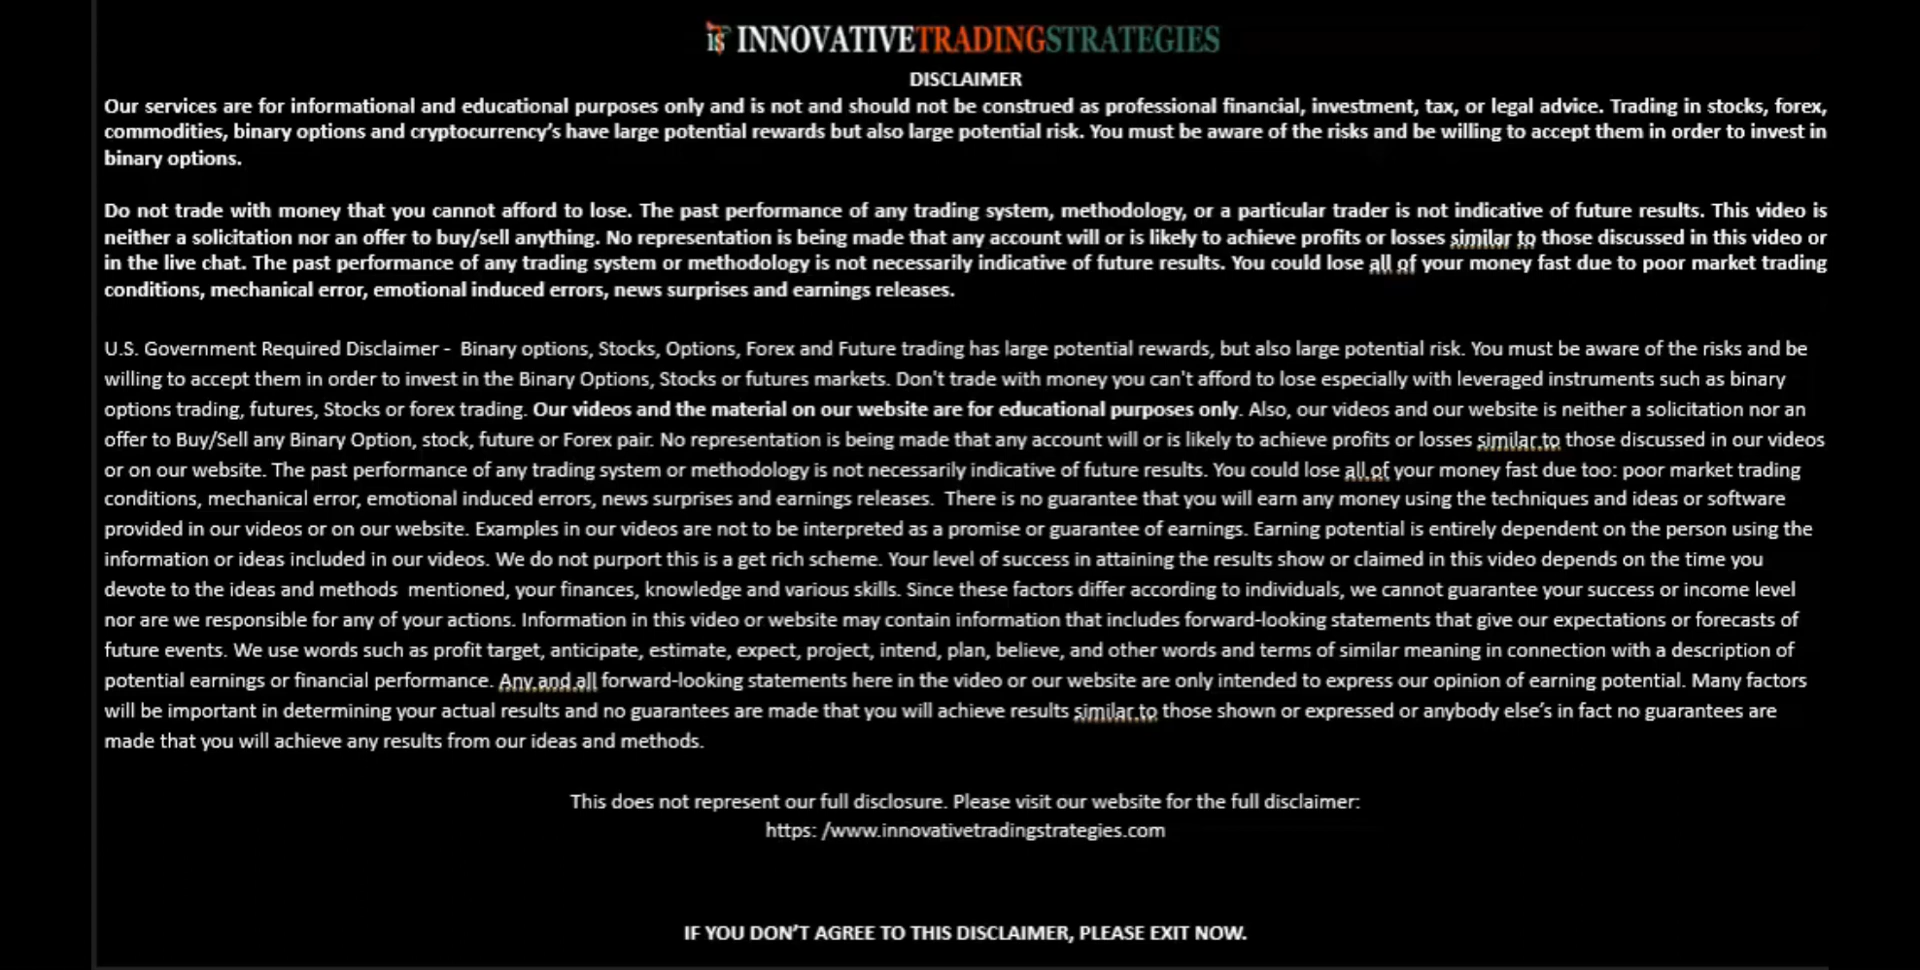 is INNOVATIVETRADINGSTRATEGIES
DISCLAIMER
Our services are for informational and educational purposes only and is not and should not be construed as professional financial, investment, tax, or legal advice. Trading in stocks, forex,
commodities, binary options and cryptocurrency’s have large potential rewards but also large potential risk. You must be aware of the risks and be willing to accept them in order to invest in
binary options.
Do not trade with money that you cannot afford to lose. The past performance of any trading system, methodology, or a particular trader is not indicative of future results. This video is
neither a solicitation nor an offer to buy/sell anything. No representation is being made that any account will or is likely to achieve profits or losses similar to those discussed in this video or
in the live chat. The past performance of any trading system or methodology is not necessarily indicative of future results. You could lose all of your money fast due to poor market trading
conditions, mechanical error, emotional induced errors, news surprises and earnings releases.
U.S. Government Required Disclaimer - Binary options, Stocks, Options, Forex and Future trading has large potential rewards, but also large potential risk. You must be aware of the risks and be
willing to accept them in order to invest in the Binary Options, Stocks or futures markets. Don't trade with money you can't afford to lose especially with leveraged instruments such as binary
options trading, futures, Stocks or forex trading. Our videos and the material on our website are for educational purposes only. Also, our videos and our website is neither a solicitation nor an
offer to Buy/Sell any Binary Option, stock, future or Forex pair. No representation is being made that any account will or is likely to achieve profits or losses similar to those discussed in our videos
or on our website. The past performance of any trading system or methodology is not necessarily indicative of future results. You could lose all of your money fast due too: poor market trading
conditions, mechanical error, emotional induced errors, news surprises and earnings releases. There is no guarantee that you will earn any money using the techniques and ideas or software
provided in our videos or on our website. Examples in our videos are not to be interpreted as a promise or guarantee of earnings. Earning potential is entirely dependent on the person using the
information or ideas included in our videos. We do not purport this is a get rich scheme. Your level of success in attaining the results show or claimed in this video depends on the time you
devote to the ideas and methods mentioned, your finances, knowledge and various skills. Since these factors differ according to individuals, we cannot guarantee your success or income level
nor are we responsible for any of your actions. Information in this video or website may contain information that includes forward-looking statements that give our expectations or forecasts of
future events. We use words such as profit target, anticipate, estimate, expect, project, intend, plan, believe, and other words and terms of similar meaning in connection with a description of
potential earnings or financial performance. Any and all forward-looking statements here in the video or our website are only intended to express our opinion of earning potential. Many factors
will be important in determining your actual results and no guarantees are made that you will achieve results similar to those shown or expressed or anybody else’s in fact no guarantees are
made that you will achieve any results from our ideas and methods.
This does not represent our full disclosure. Please visit our website for the full disclaimer:
https: /www.innovativetradingstrategies.com
IF YOU DON’T AGREE TO THIS DISCLAIMER, PLEASE EXIT NOW.